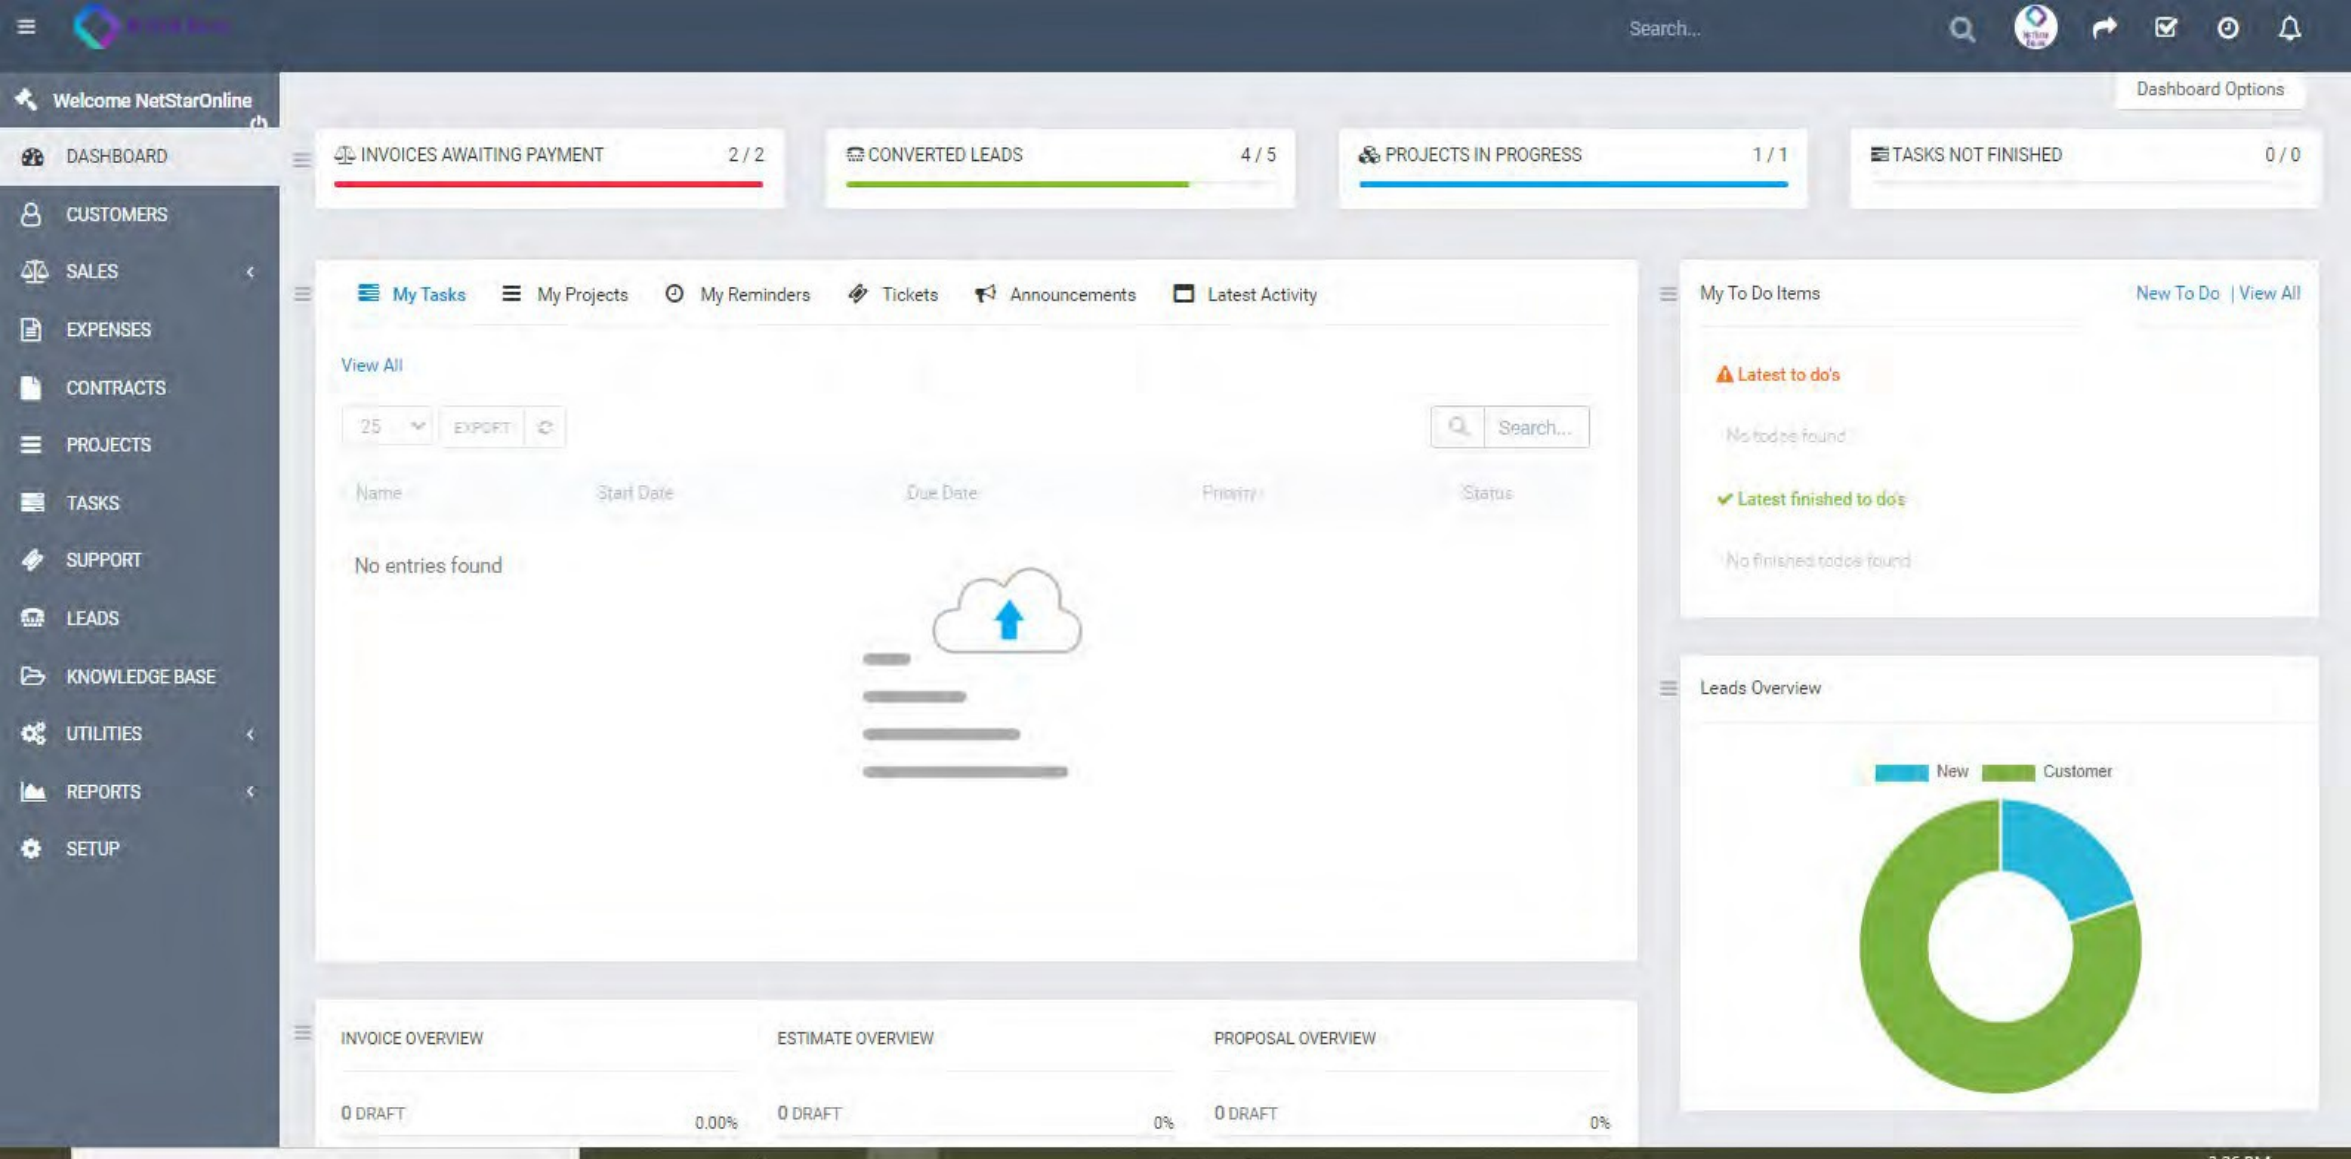 Search...
Dashboard Options
Welcome NetStarOnline
DASHBOARD
CUSTOMERS
SALES
EXPENSES
CONTRACTS
PROJECTS
TASKS
SUPPORT
LEADS
KNOWLEDGE BASE
UTILITIES
REPORTS
SETUP
INVOICES AWAITING PAYMENT 2 / 2
CONVERTED LEADS 4 / 5
PROJECTS IN PROGRESS 1 / 1
TASKS NOT FINISHED 0 / 0
My Tasks My Projects My Reminders Tickets Announcements Latest Activity
View All
25 EXPORT Search...
Name Start Date Due Date Priority Status
No entries found
My To Do Items New To Do | View All
Latest to do's
No todos found
Latest finished to do's
No finished todos found
Leads Overview
New Customer
INVOICE OVERVIEW ESTIMATE OVERVIEW PROPOSAL OVERVIEW
0 DRAFT 0.00% 0 DRAFT 0% 0 DRAFT 0%